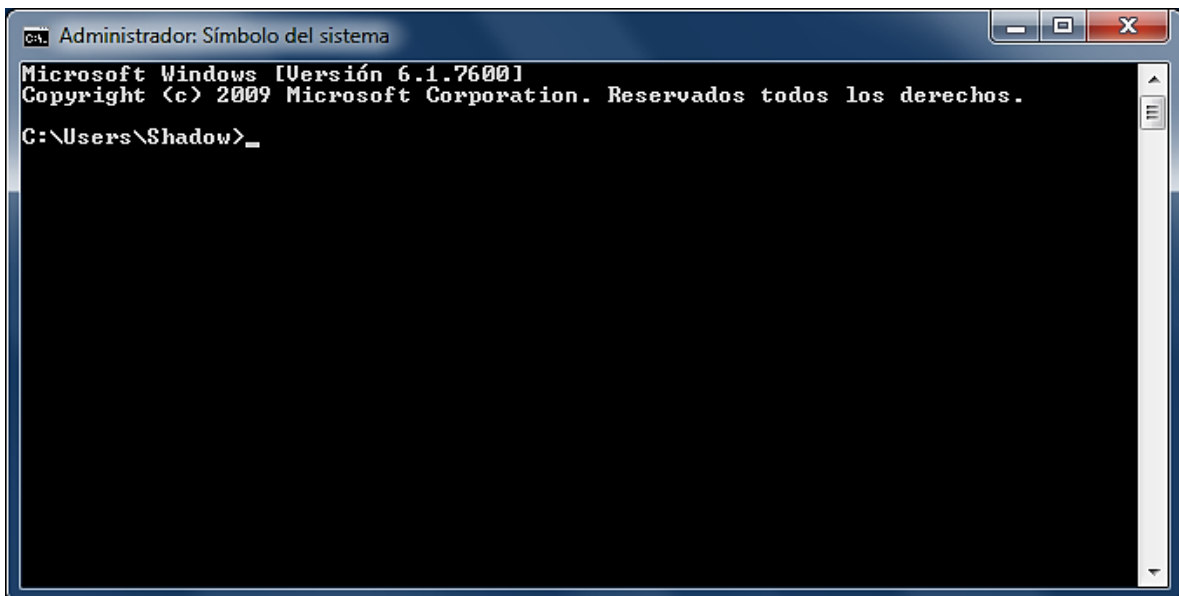 Administrador: Símbolo del sistema
Microsoft Windows [Versión 6.1.7600]
Copyright (c) 2009 Microsoft Corporation. Reservados todos los derechos.
C:\Users\Shadow>_